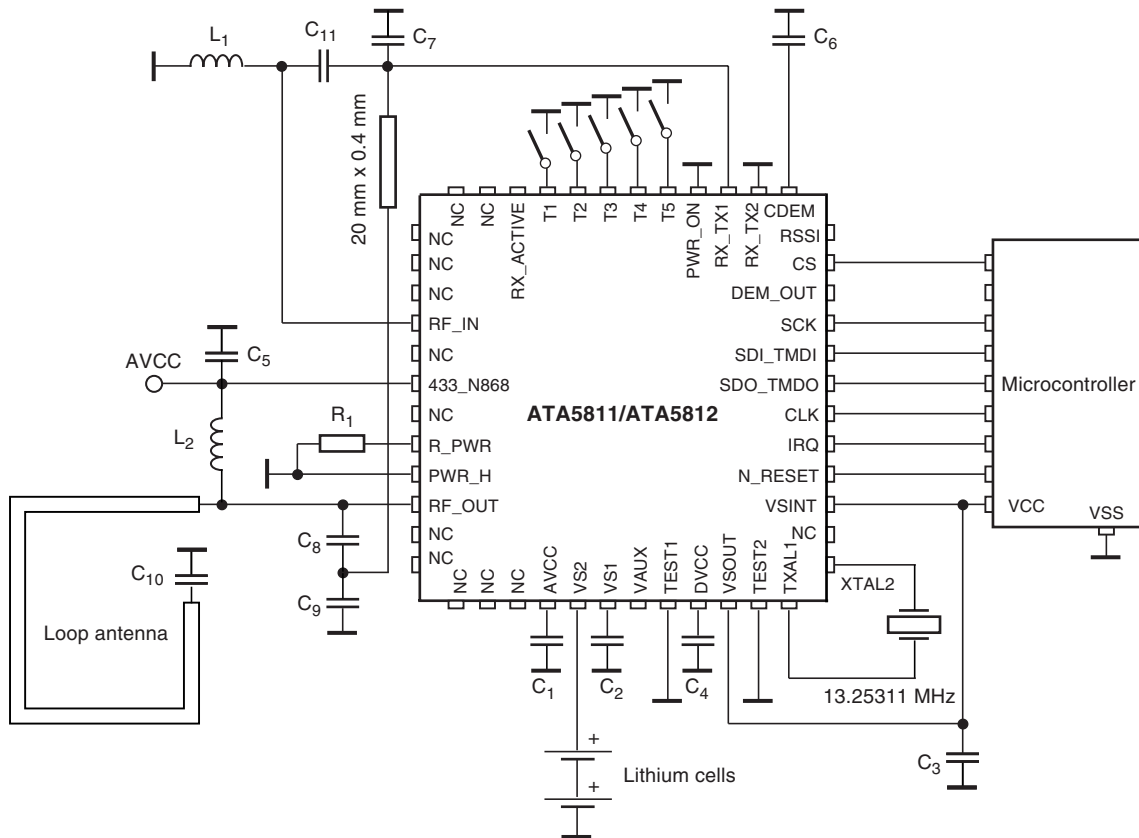 L1
C11
C7
C6
20 mm x 0.4 mm
NC
NC
RX_ACTIVE
T1
T2
T3
T4
T5
PWR_ON
RX_TX1
RX_TX2
CDEM
NC
NC
NC
RF_IN
NC
433_N868
NC
R_PWR
PWR_H
RF_OUT
NC
NC
RSSI
CS
DEM_OUT
SCK
SDI_TMDI
SDO_TMDO
CLK
IRQ
N_RESET
VSINT
NC
XTAL2
ATA5811/ATA5812
Microcontroller
VCC
VSS
AVCC
C5
L2
R1
C8
C9
C10
Loop antenna
NC
NC
NC
AVCC
VS2
VS1
VAUX
TEST1
DVCC
VSOUT
TEST2
TXAL1
C1
C2
C4
13.25311 MHz
C3
+
Lithium cells
+